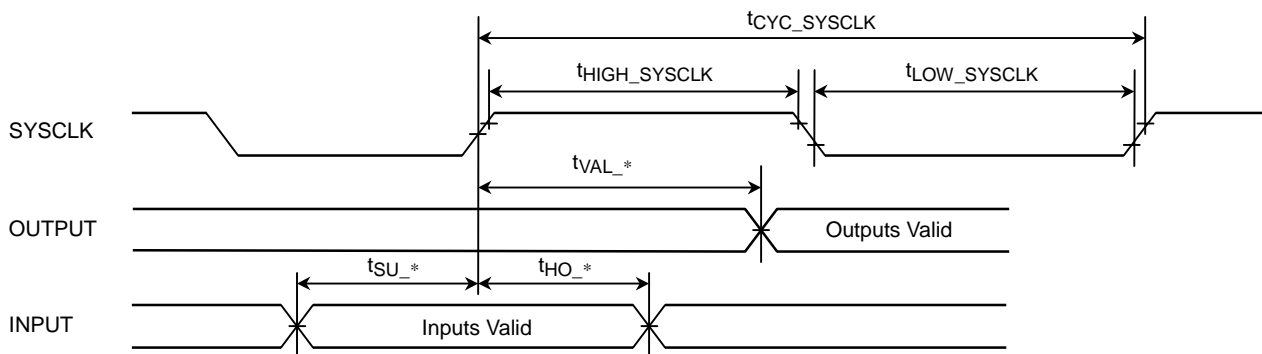 tCYC_SYSCLK
tHIGH_SYSCLK
tLOW_SYSCLK
SYSCLK
tVAL_*
OUTPUT
Outputs Valid
tSU_*
tHO_*
INPUT
Inputs Valid